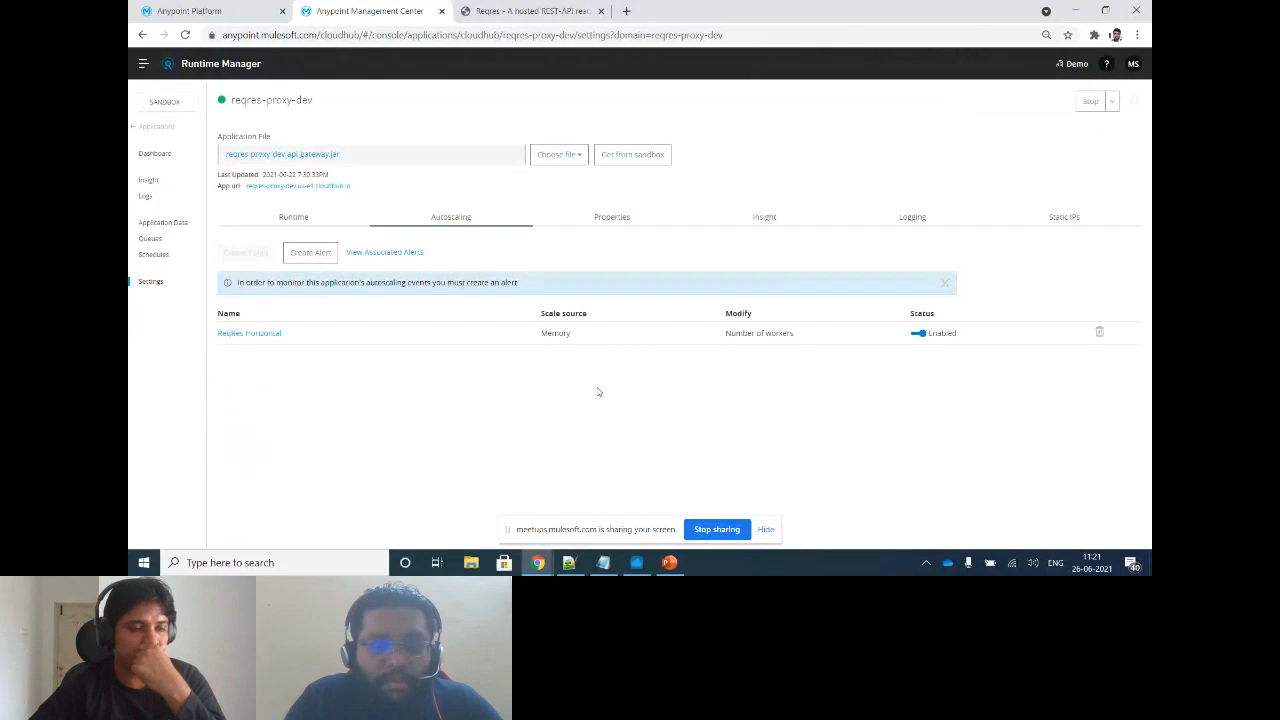 Anypoint Platform
Anypoint Management Center
Reqres - A hosted REST-API reac
anypoint.mulesoft.com/cloudhub/#/console/applications/cloudhub/reqres-proxy-dev/settings?domain=reqres-proxy-dev
Runtime Manager
Demo
?
MS
SANDBOX
Applications
Dashboard
Insight
Logs
Application Data
Queues
Schedules
Settings
reqres-proxy-dev
Stop
Application File
reqres-proxy-dev-api-gateway.jar
Choose file
Get from sandbox
Last Updated 2021-06-22 7:30:33PM
App url: reqres-proxy-dev.us-e1.cloudhub.io
Runtime Autoscaling Properties Insight Logging Static IPs
Create Alert
View Associated Alerts
In order to monitor this application's autoscaling events you must create an alert
Name Scale source Modify Status
ReqRes Horizontal Memory Number of workers Enabled
meetups.mulesoft.com is sharing your screen.
Stop sharing
Hide
Type here to search
ENG
11:21
26-06-2021
40